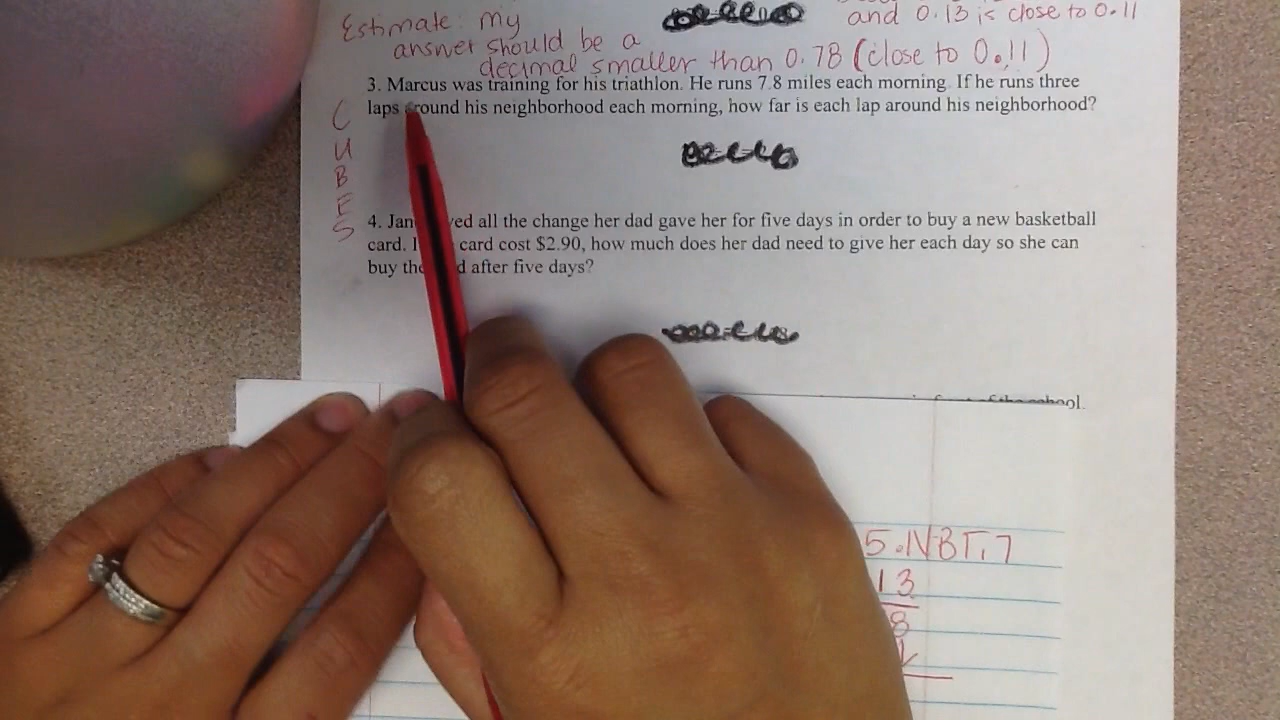 Estimate: my and 0.13 is close to 0.11
answer should be a
decimal smaller than 0.78 (close to 0.11)
3. Marcus was training for his triathlon. He runs 7.8 miles each morning. If he runs three
laps around his neighborhood each morning, how far is each lap around his neighborhood?
C
U
B
E
S
4. all the change her dad gave her for five days in order to buy a new basketball
card. card cost $2.90, how much does her dad need to give her each day so she can
buy after five days?
5.NBT.7
13
8